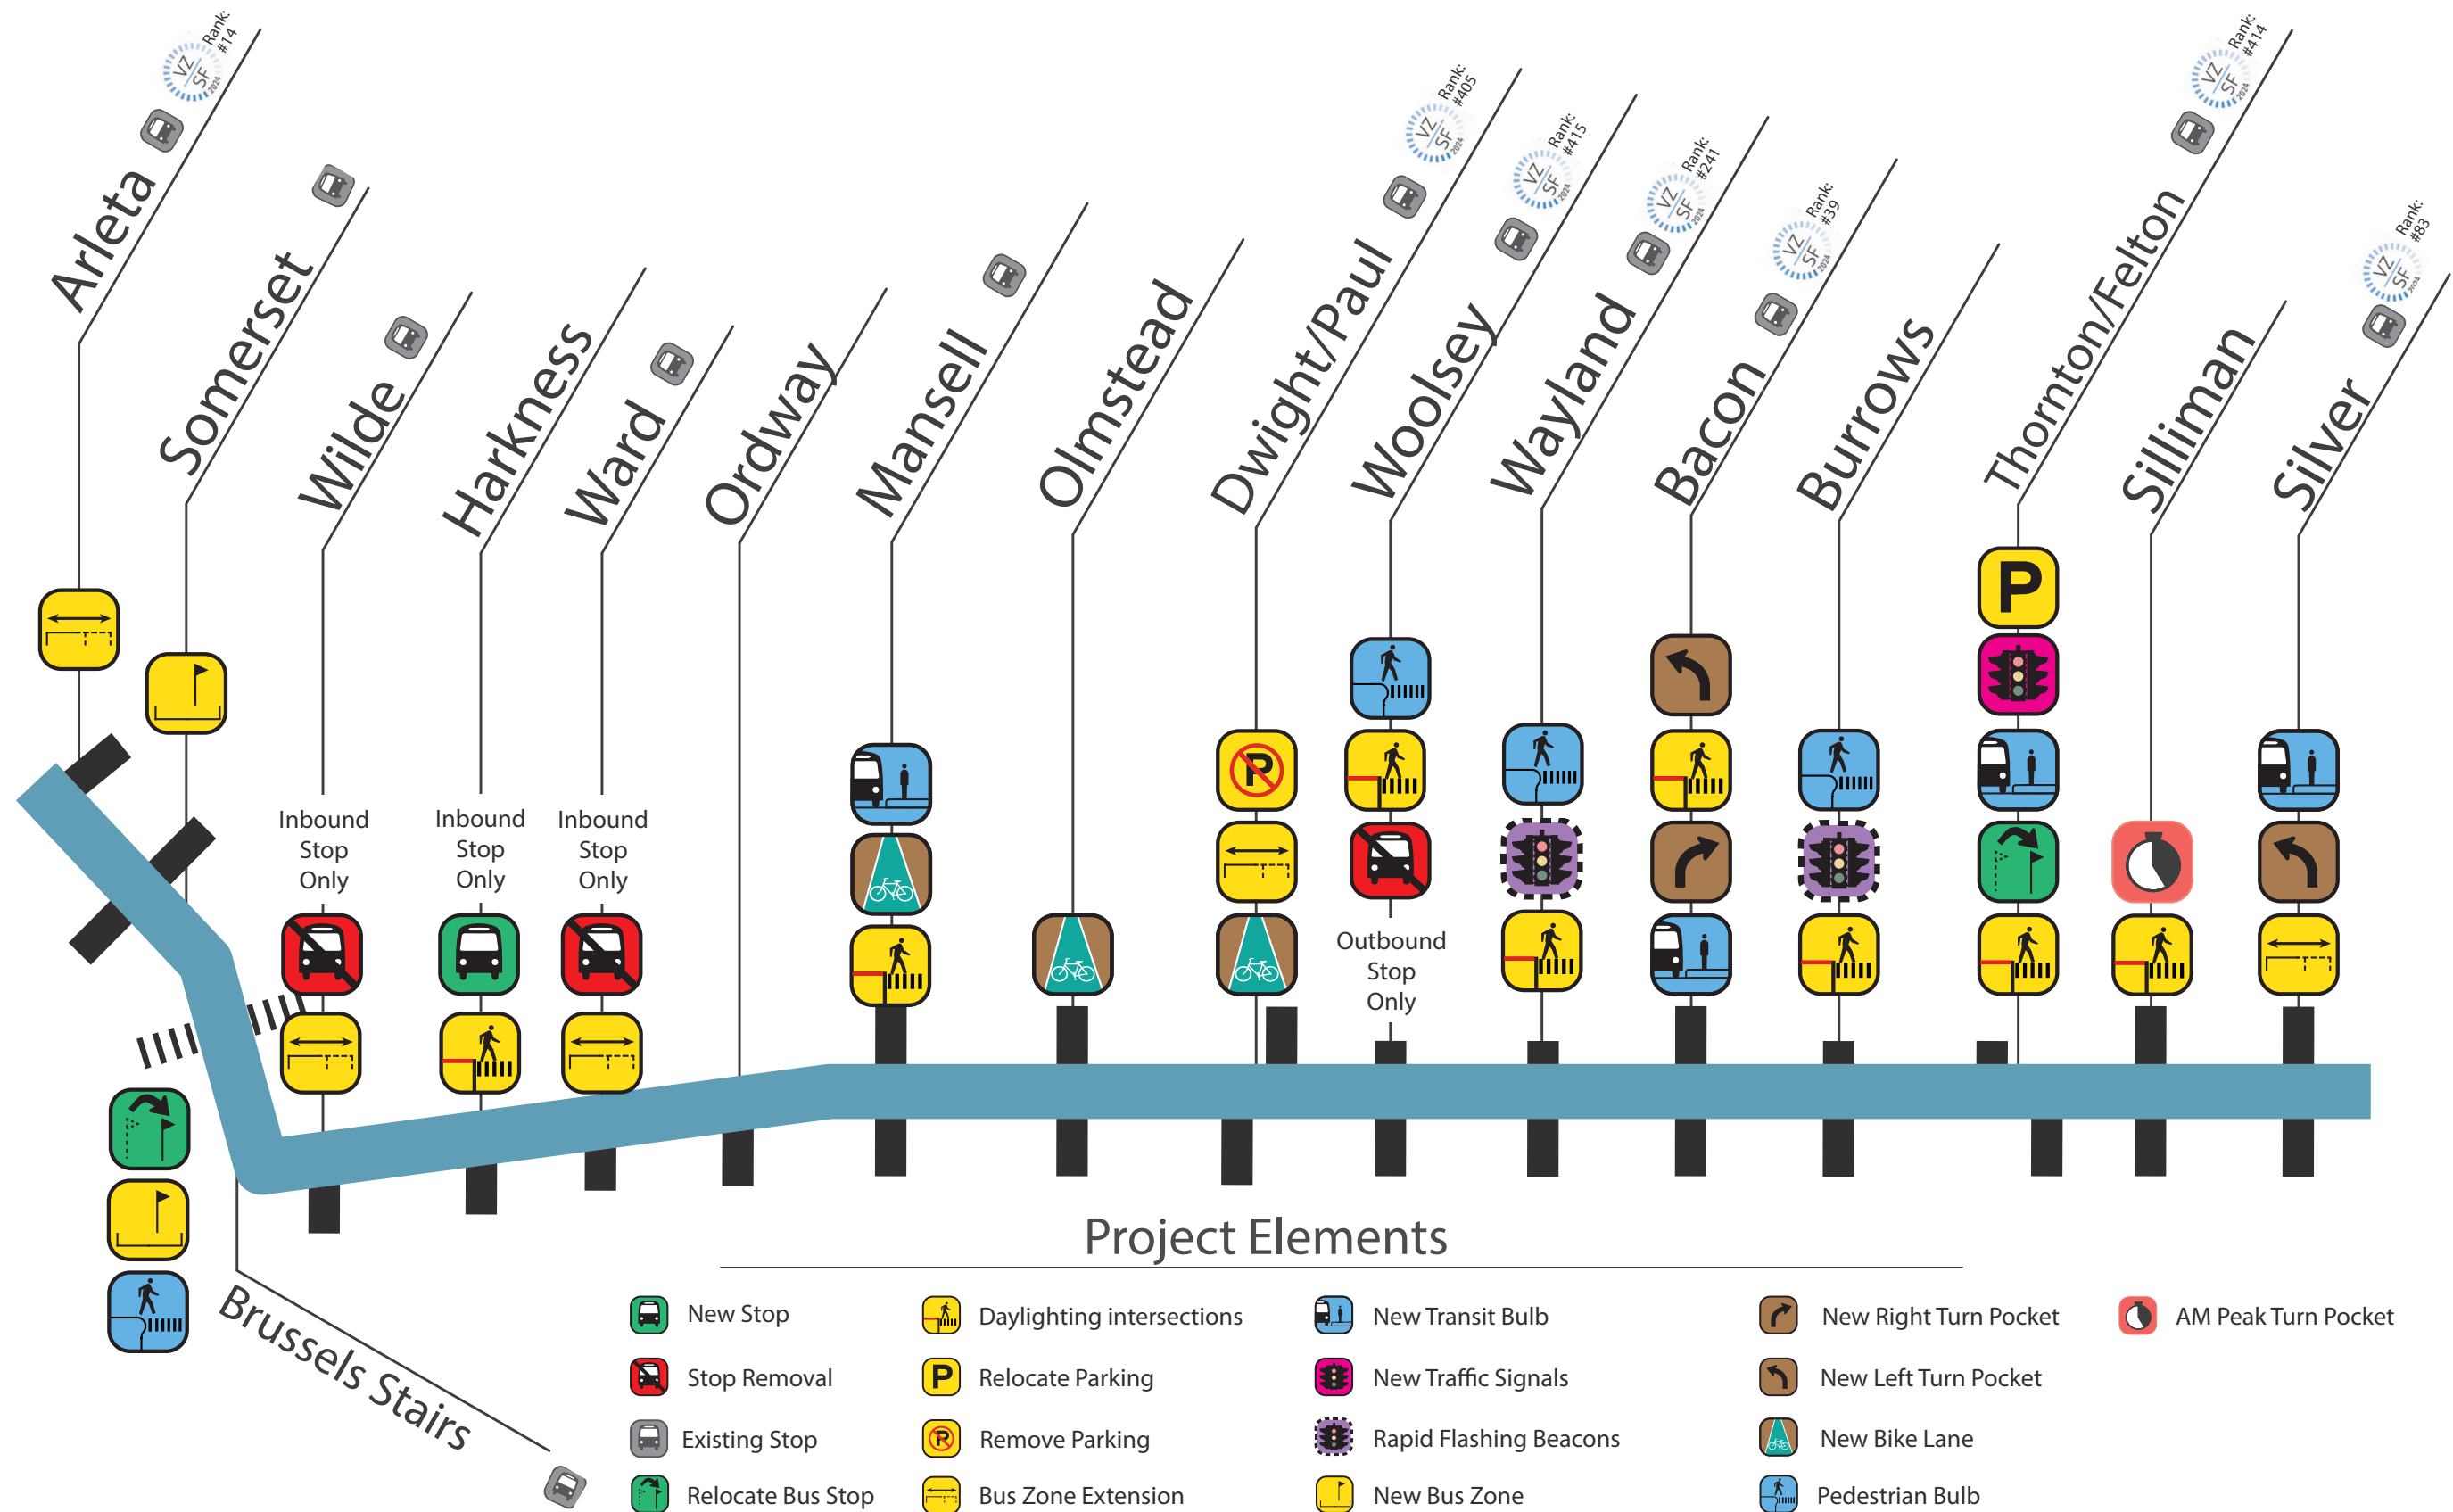 Arleta
VZ
SF
2024
Rank:
#14
Somerset
Wilde
Harkness
Ward
Ordway
Mansell
Olmstead
Dwight/Paul
VZ
SF
2024
Rank:
#405
Woolsey
VZ
SF
2024
Rank:
#415
Wayland
VZ
SF
2024
Rank:
#241
Bacon
VZ
SF
2024
Rank:
#39
Burrows
Thornton/Felton
VZ
SF
2024
Rank:
#414
Silliman
Silver
VZ
SF
2024
Rank:
#83
P
P
Inbound
Stop
Only
Inbound
Stop
Only
Inbound
Stop
Only
Outbound
Stop
Only
Brussels Stairs
Project Elements
New Stop
Stop Removal
Existing Stop
Relocate Bus Stop
Daylighting intersections
P Relocate Parking
P Remove Parking
Bus Zone Extension
New Transit Bulb
New Traffic Signals
Rapid Flashing Beacons
New Bus Zone
New Right Turn Pocket
New Left Turn Pocket
New Bike Lane
Pedestrian Bulb
AM Peak Turn Pocket